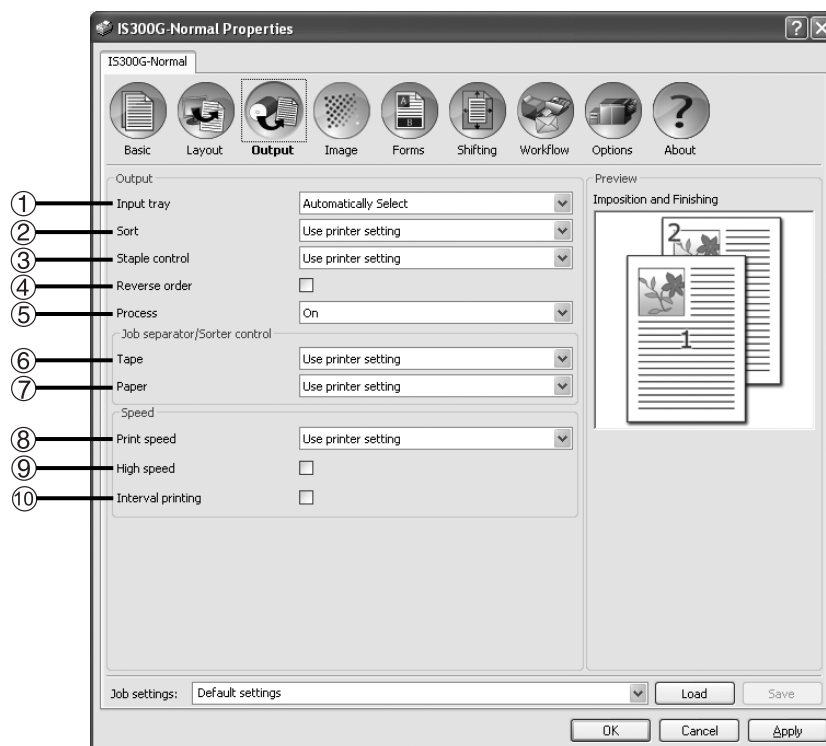 IS300G-Normal Properties
IS300G-Normal
Basic Layout Output Image Forms Shifting Workflow Options About
Output
① Input tray Automatically Select
② Sort Use printer setting
③ Staple control Use printer setting
④ Reverse order
⑤ Process On
Job separator/Sorter control
⑥ Tape Use printer setting
⑦ Paper Use printer setting
Speed
⑧ Print speed Use printer setting
⑨ High speed
⑩ Interval printing
Preview
Imposition and Finishing
2
1
Job settings: Default settings Load Save
OK Cancel Apply